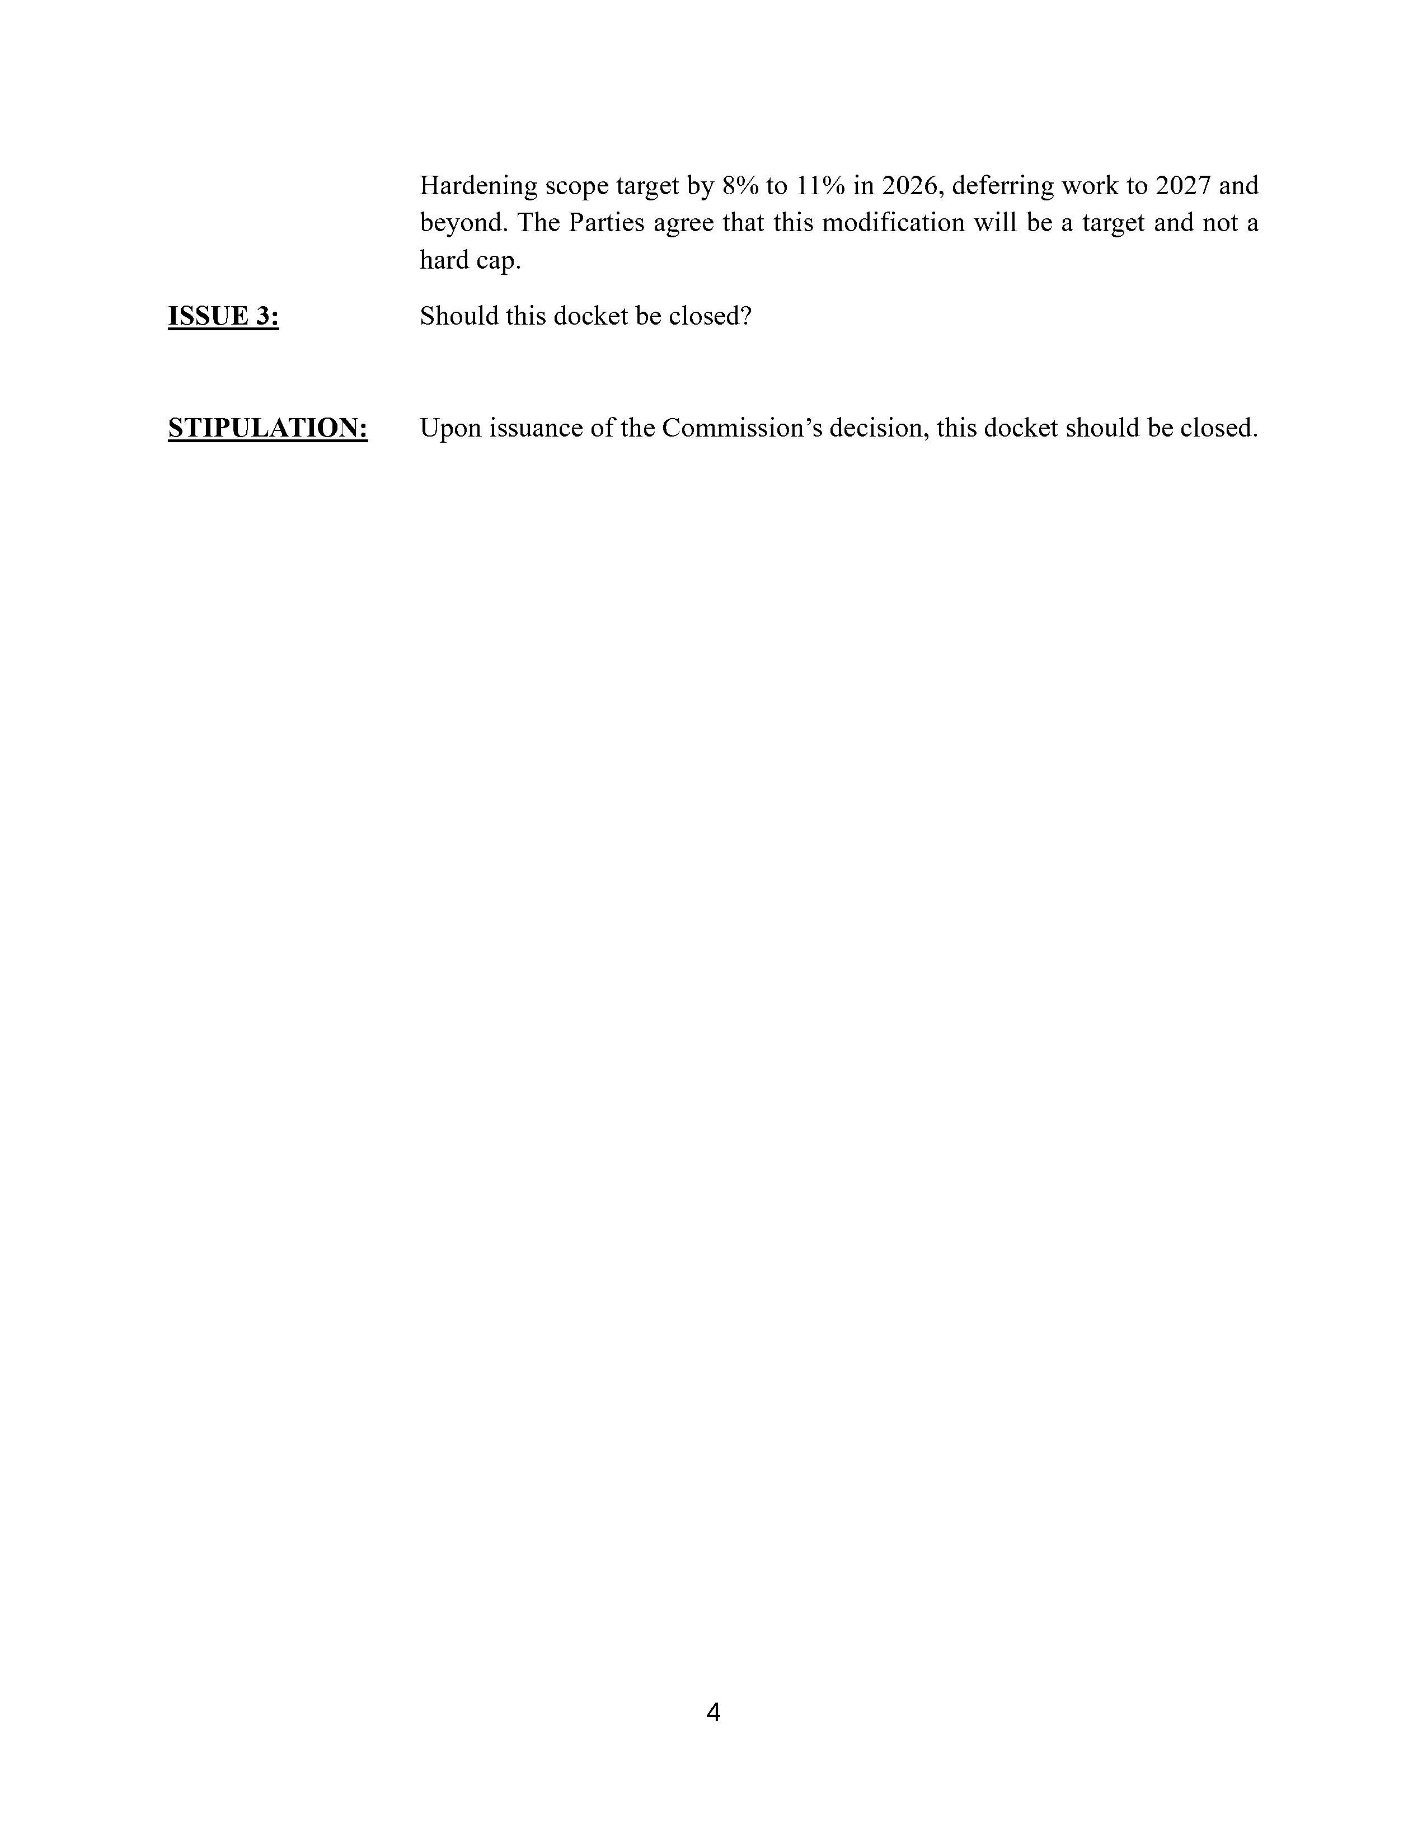 Hardening scope target by 8% to 11% in 2026, deferring work to 2027 and
beyond. The Parties agree that this modification will be a target and not a
hard cap.
ISSUE 3: Should this docket be closed?
STIPULATION: Upon issuance of the Commission’s decision, this docket should be closed.
4